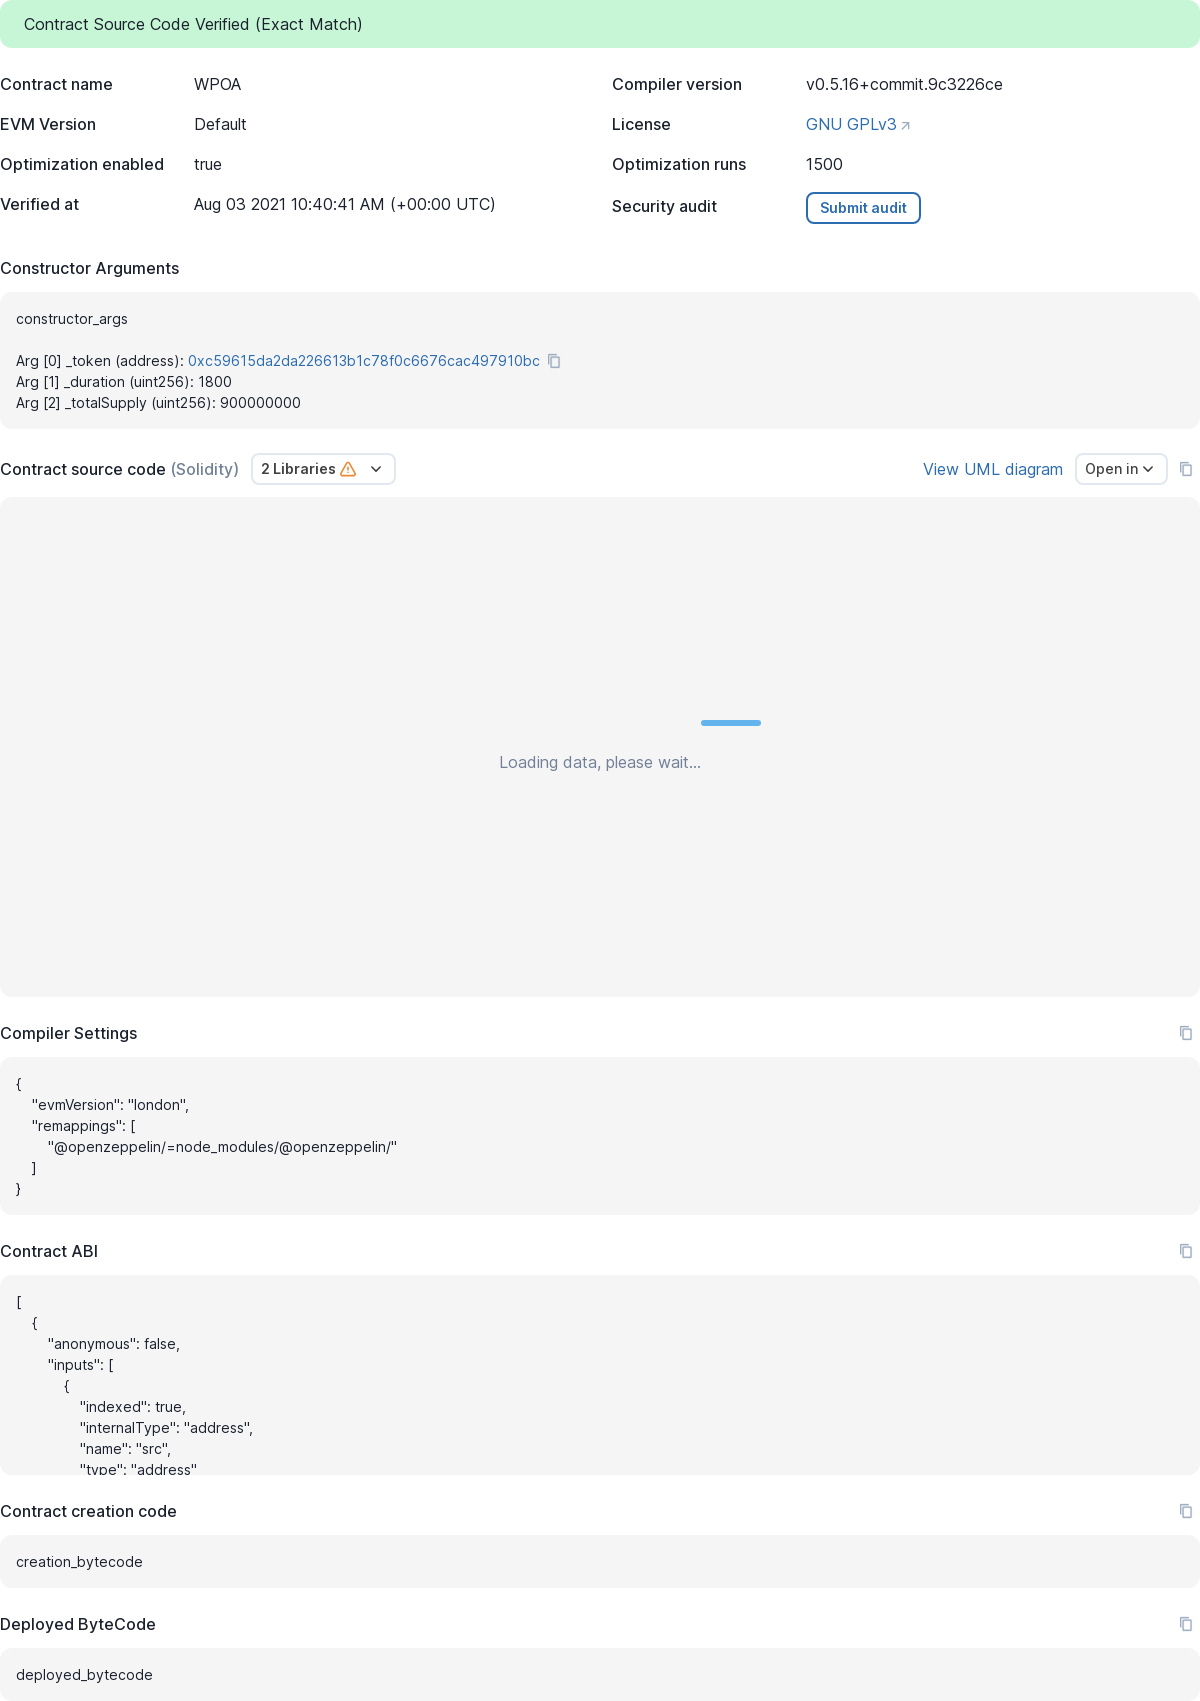 Contract Source Code Verified (Exact Match)
Contract name WPOA
Compiler version v0.5.16+commit.9c3226ce
EVM Version Default
License GNU GPLv3
Optimization enabled true
Optimization runs 1500
Verified at Aug 03 2021 10:40:41 AM (+00:00 UTC)
Security audit Submit audit
Constructor Arguments
constructor_args
Arg [0] _token (address): 0xc59615da2da226613b1c78f0c6676cac497910bc
Arg [1] _duration (uint256): 1800
Arg [2] _totalSupply (uint256): 900000000
Contract source code (Solidity) 2 Libraries View UML diagram Open in
Loading data, please wait...
Compiler Settings
{
"evmVersion": "london",
"remappings": [
"@openzeppelin/=node_modules/@openzeppelin/"
]
}
Contract ABI
[
{
"anonymous": false,
"inputs": [
{
"indexed": true,
"internalType": "address",
"name": "src",
"type": "address"
Contract creation code
creation_bytecode
Deployed ByteCode
deployed_bytecode